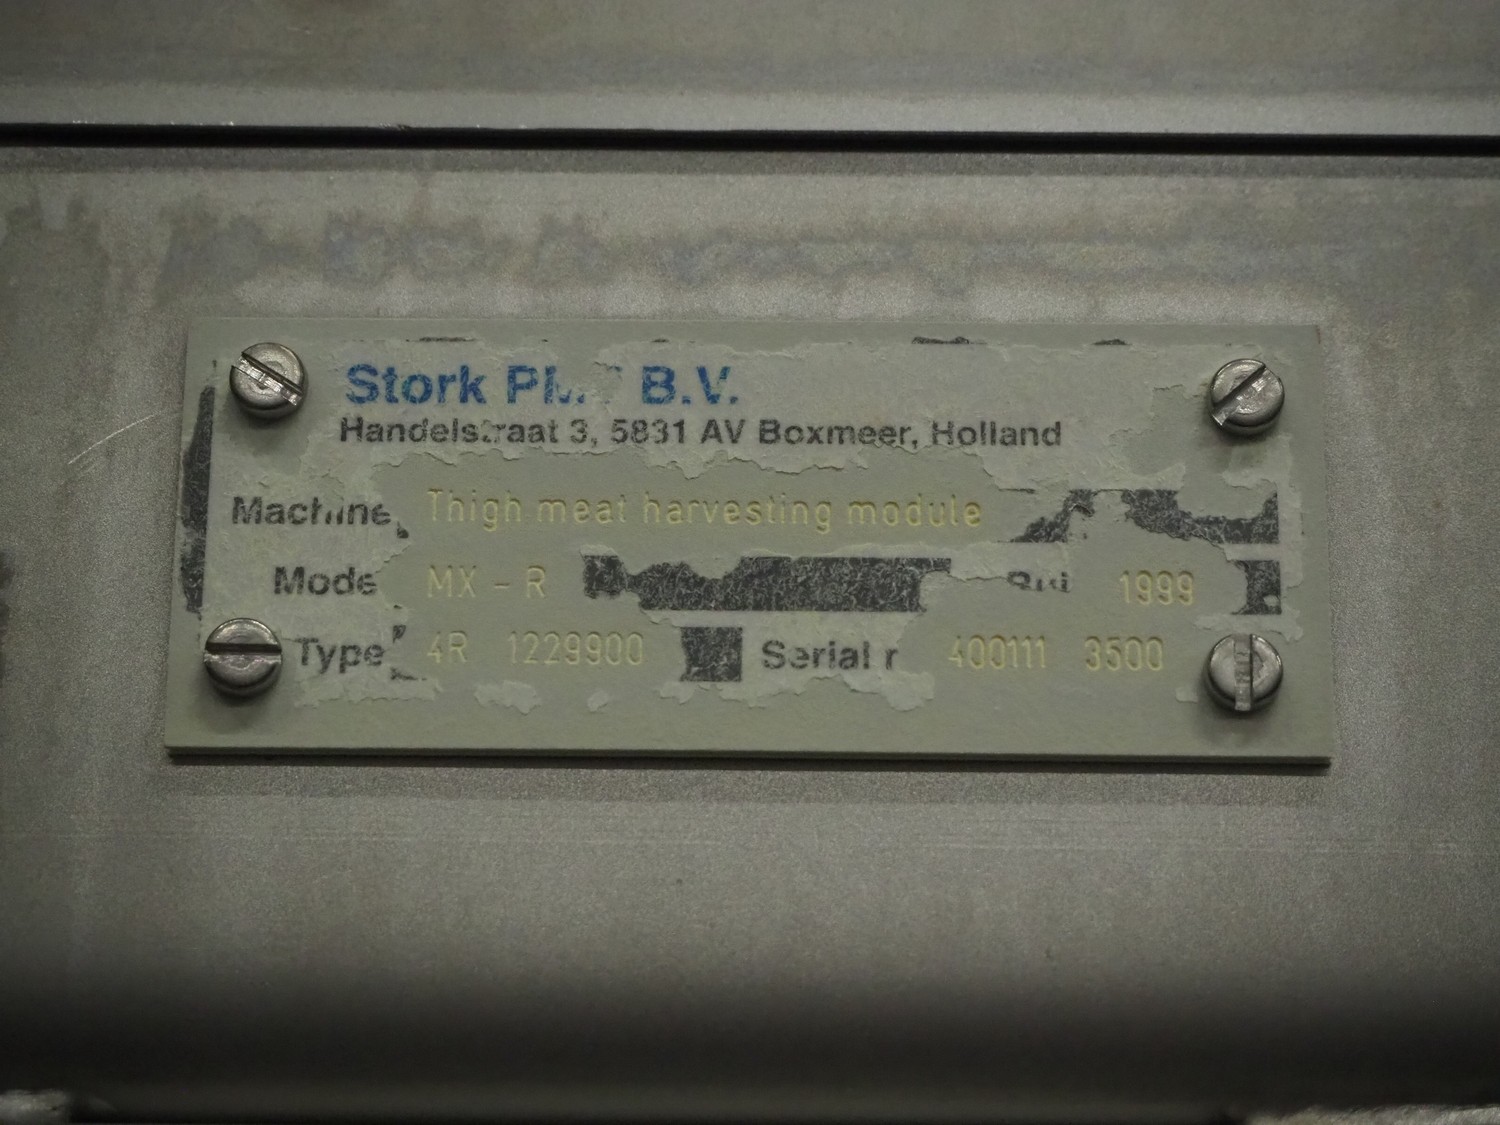 Stork B.V.
Handelstraat 3, 5831 AV Boxmeer, Holland
Machine Thigh meat harvesting module
Mode MX - R 1999
Type 4R 1229900 Serial r 400111 3500